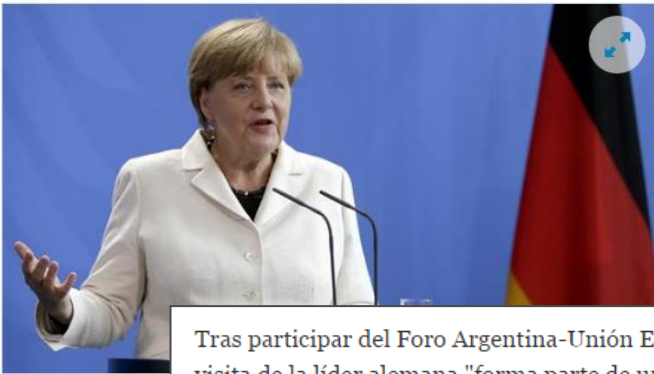 Tras participar del Foro Argentina-Unión E
visita de la líder alemana "forma parte de u